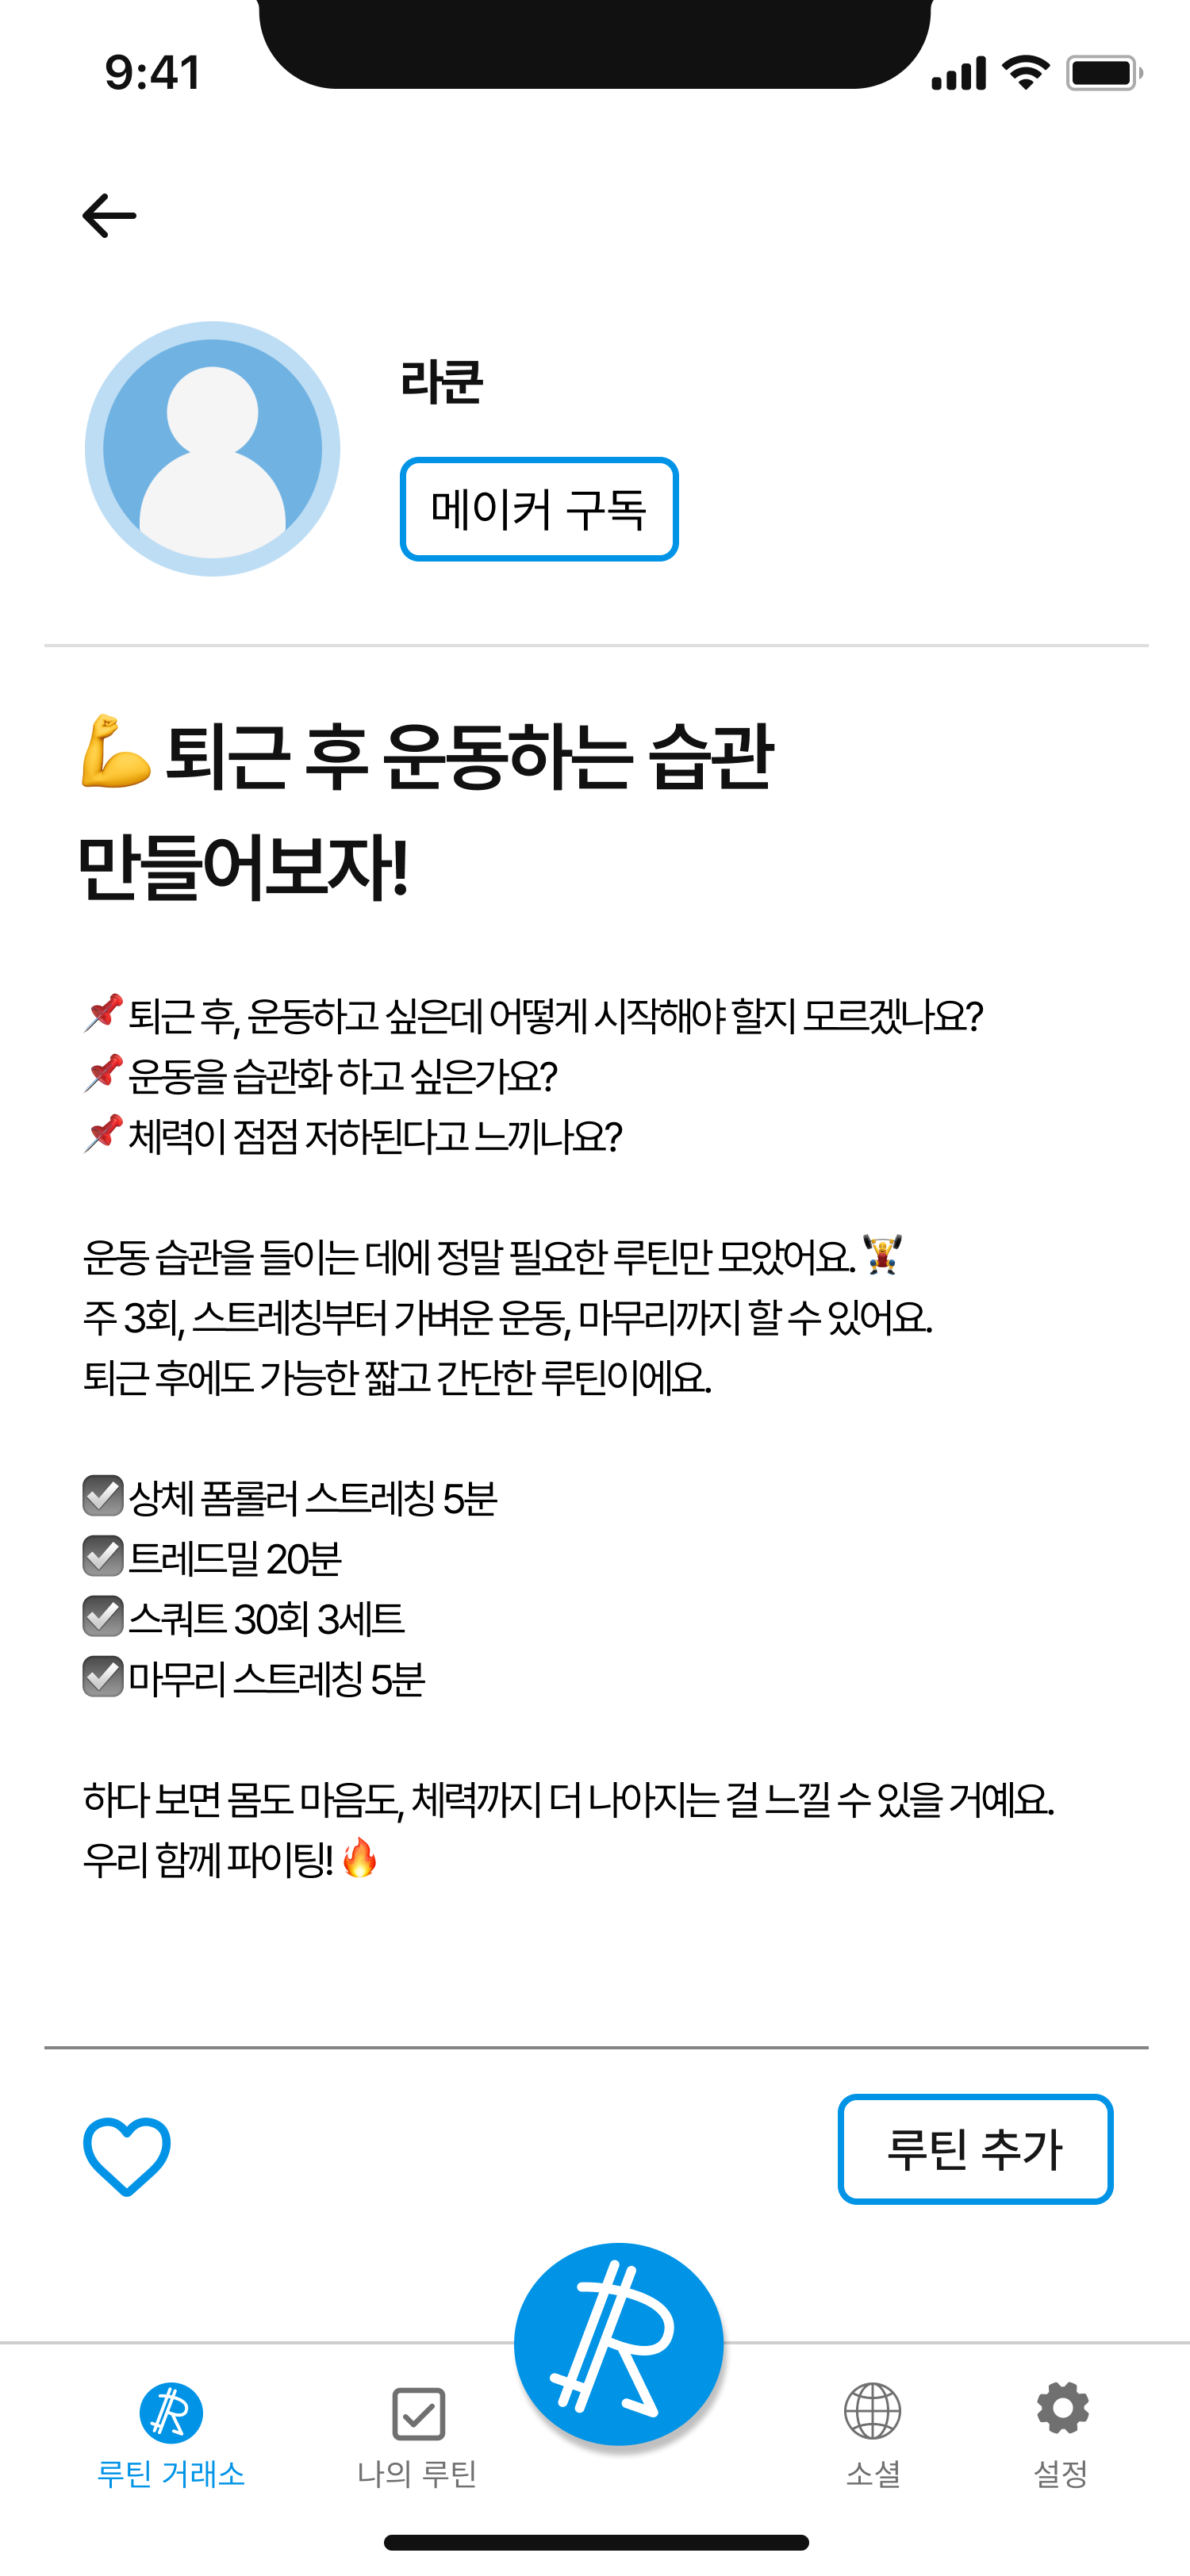 9:41
라쿤
메이커 구독
💪 퇴근 후 운동하는 습관
만들어보자!
📌 퇴근 후, 운동하고 싶은데 어떻게 시작해야 할지 모르겠나요?
📌 운동을 습관화 하고 싶은가요?
📌 체력이 점점 저하된다고 느끼나요?
운동 습관을 들이는 데에 정말 필요한 루틴만 모았어요. 🏋️
주 3회, 스트레칭부터 가벼운 운동, 마무리까지 할 수 있어요.
퇴근 후에도 가능한 짧고 간단한 루틴이에요.
☑️ 상체 폼롤러 스트레칭 5분
☑️ 트레드밀 20분
☑️ 스쿼트 30회 3세트
☑️ 마무리 스트레칭 5분
하다 보면 몸도 마음도, 체력까지 더 나아지는 걸 느낄 수 있을 거예요.
우리 함께 파이팅! 🔥
루틴 추가
루틴 거래소
나의 루틴
소셜
설정